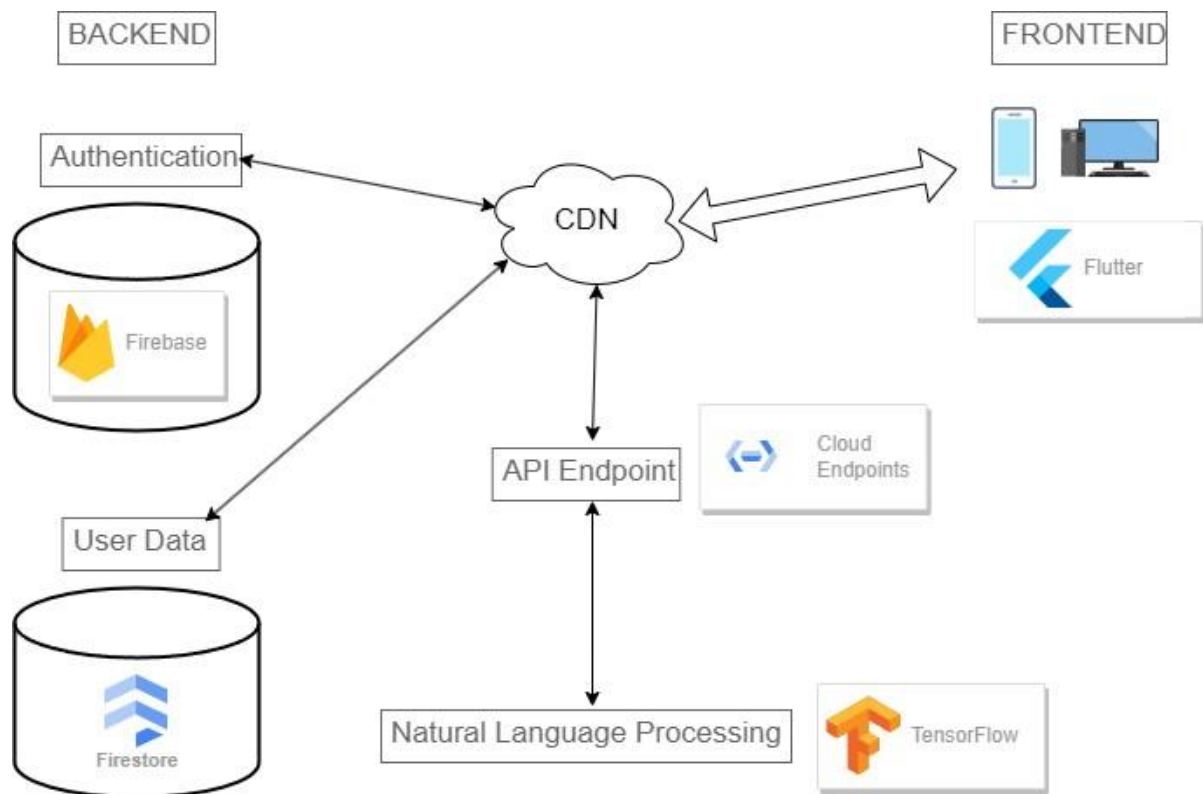 BACKEND
FRONTEND
Authentication
CDN
Flutter
Firebase
Cloud
Endpoints
API Endpoint
User Data
Natural Language Processing
TensorFlow
Firestore